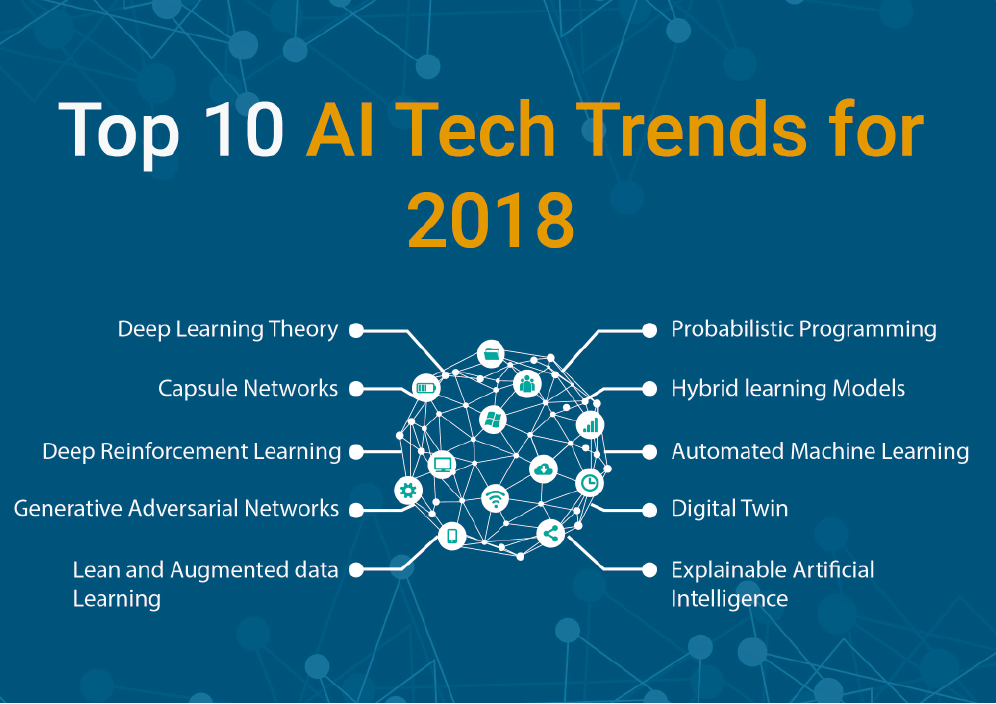 Top 10 AI Tech Trends for
2018
Deep Learning Theory
Capsule Networks
Deep Reinforcement Learning
Generative Adversarial Networks
Lean and Augmented data
Learning
Probabilistic Programming
Hybrid learning Models
Automated Machine Learning
Digital Twin
Explainable Artificial
Intelligence